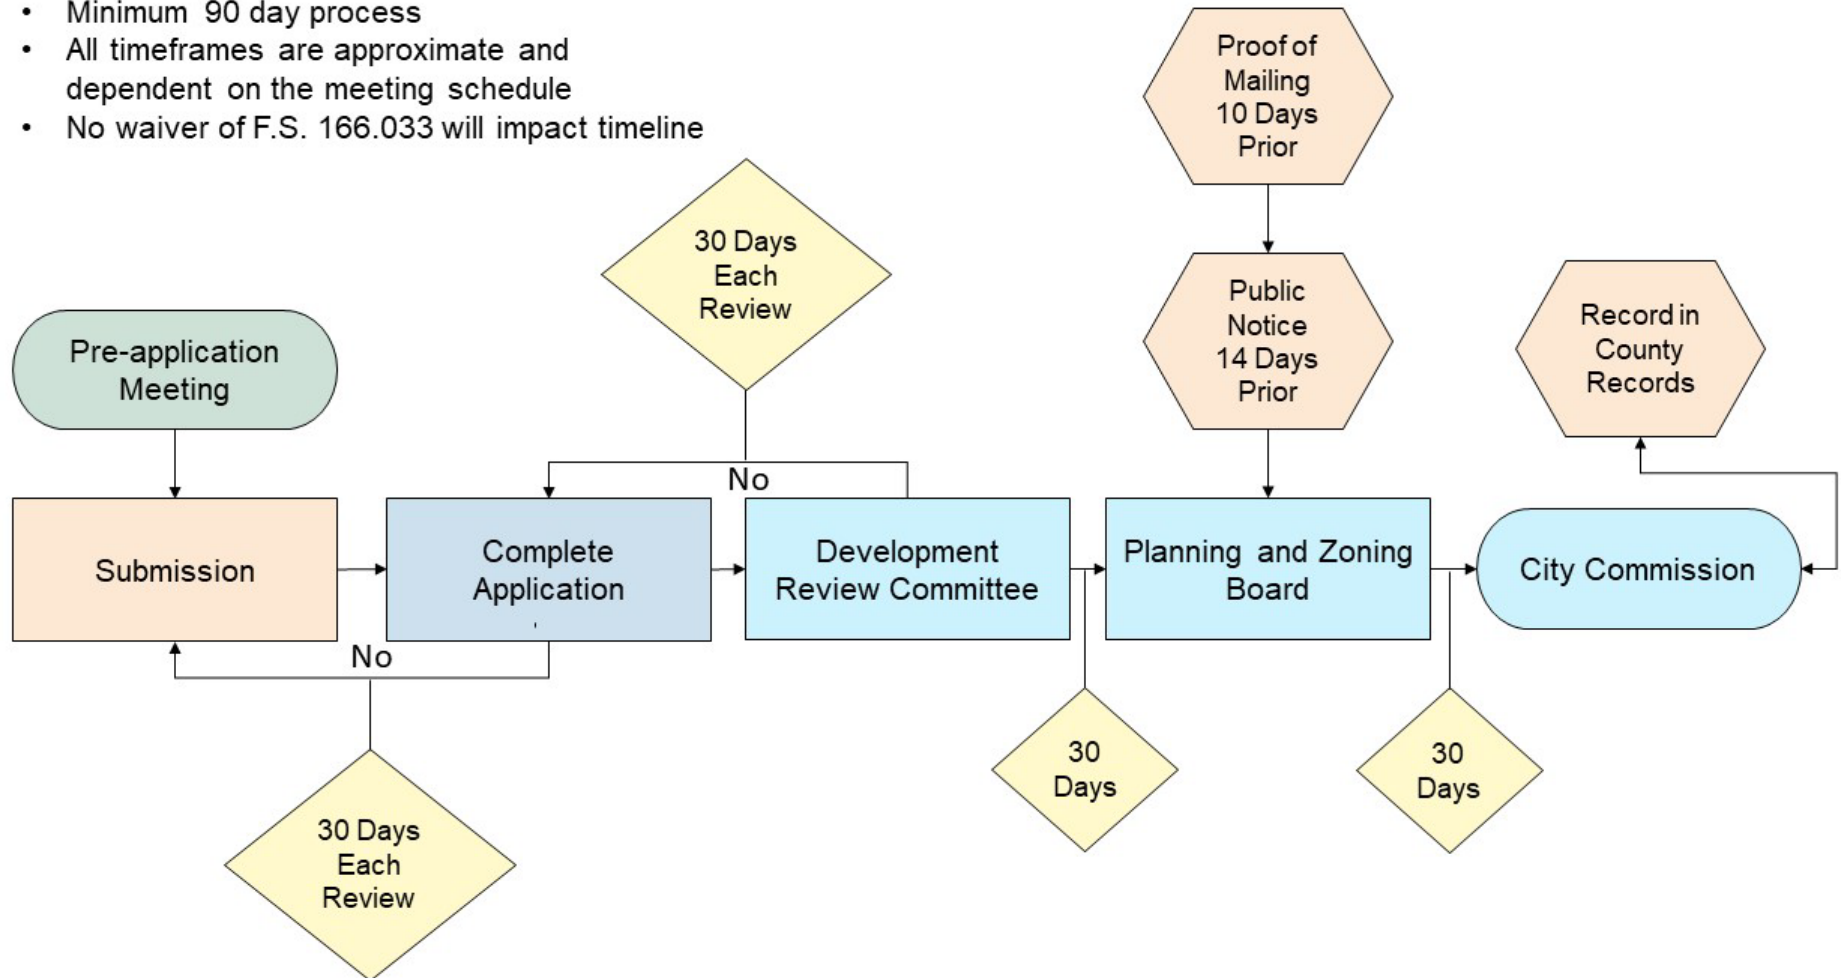 • Minimum 90 day process
• All timeframes are approximate and
dependent on the meeting schedule
• No waiver of F.S. 166.033 will impact timeline
Proof of
Mailing
10 Days
Prior
30 Days
Each
Review
Public
Notice
14 Days
Prior
Record in
County
Records
Pre-application
Meeting
No
Submission
Complete
Application
Development
Review Committee
Planning and Zoning
Board
City Commission
No
30
Days
30
Days
30 Days
Each
Review